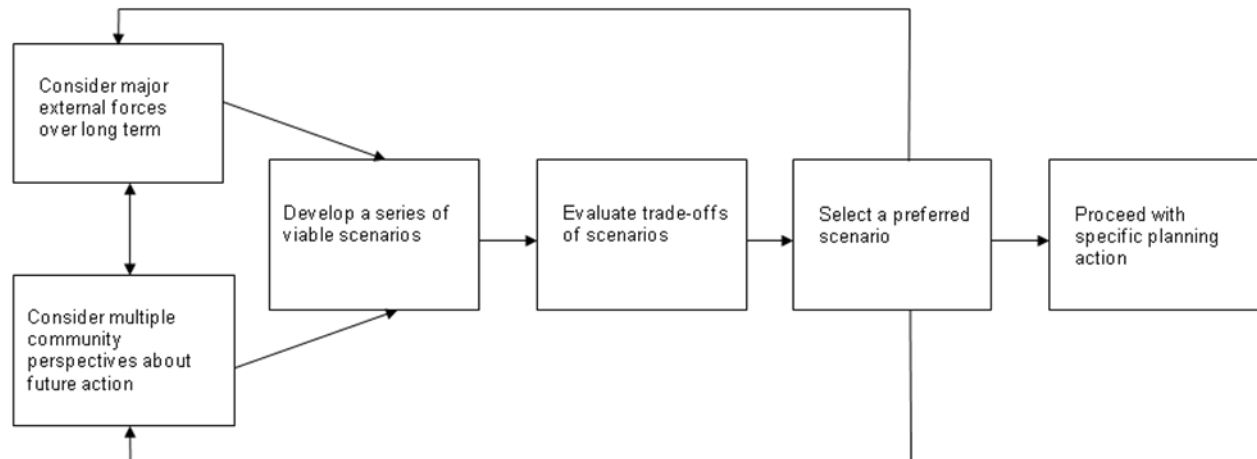 Consider major
external forces
over long term
Consider multiple
community
perspectives about
future action
Develop a series of
viable scenarios
Evaluate trade-offs
of scenarios
Select a preferred
scenario
Proceed with
specific planning
action